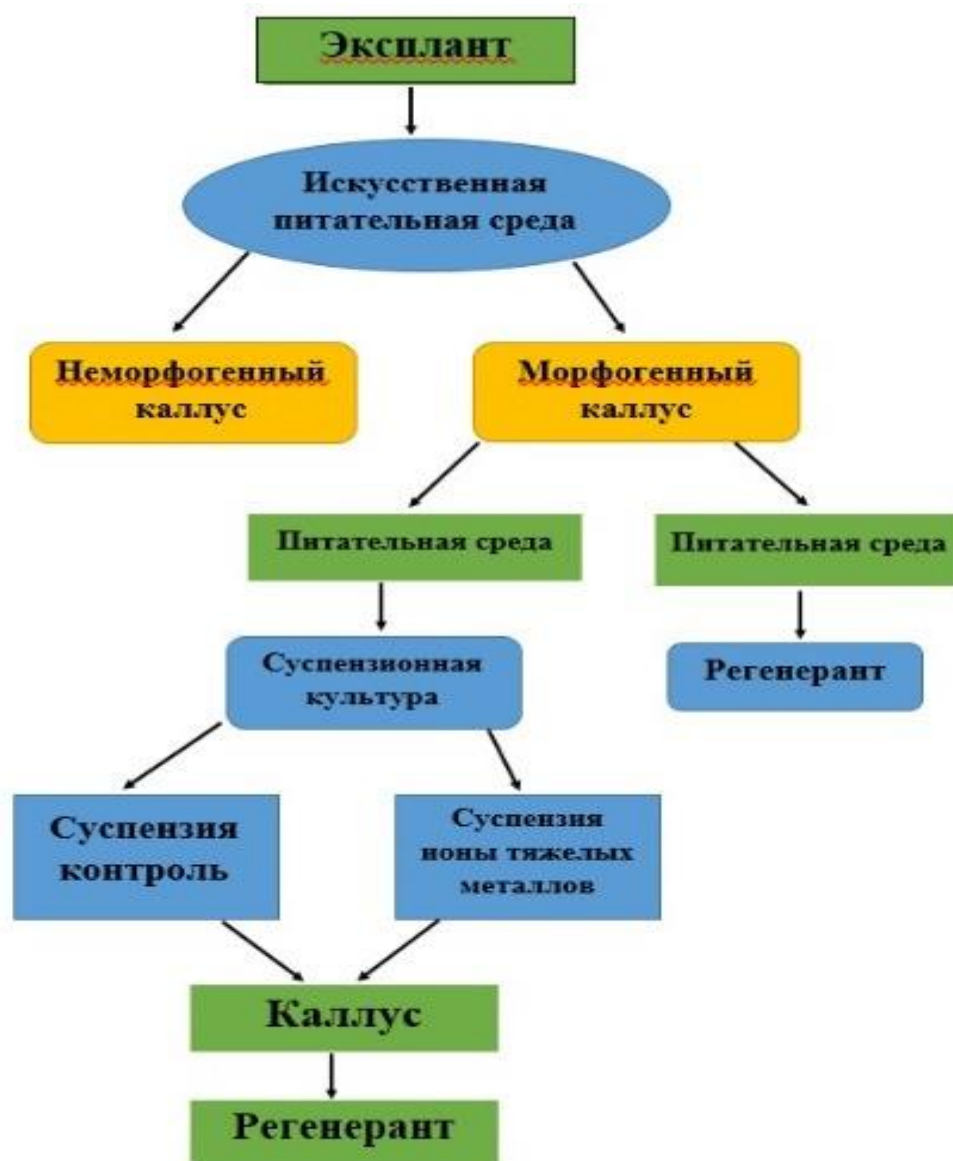 Эксплант
Искусственная
питательная среда
Неморфогенный
каллус
Морфогенный
каллус
Питательная среда
Питательная среда
Суспензионная
культура
Регенерант
Суспензия
контроль
Суспензия
ионы тяжелых
металлов
Каллус
Регенерант